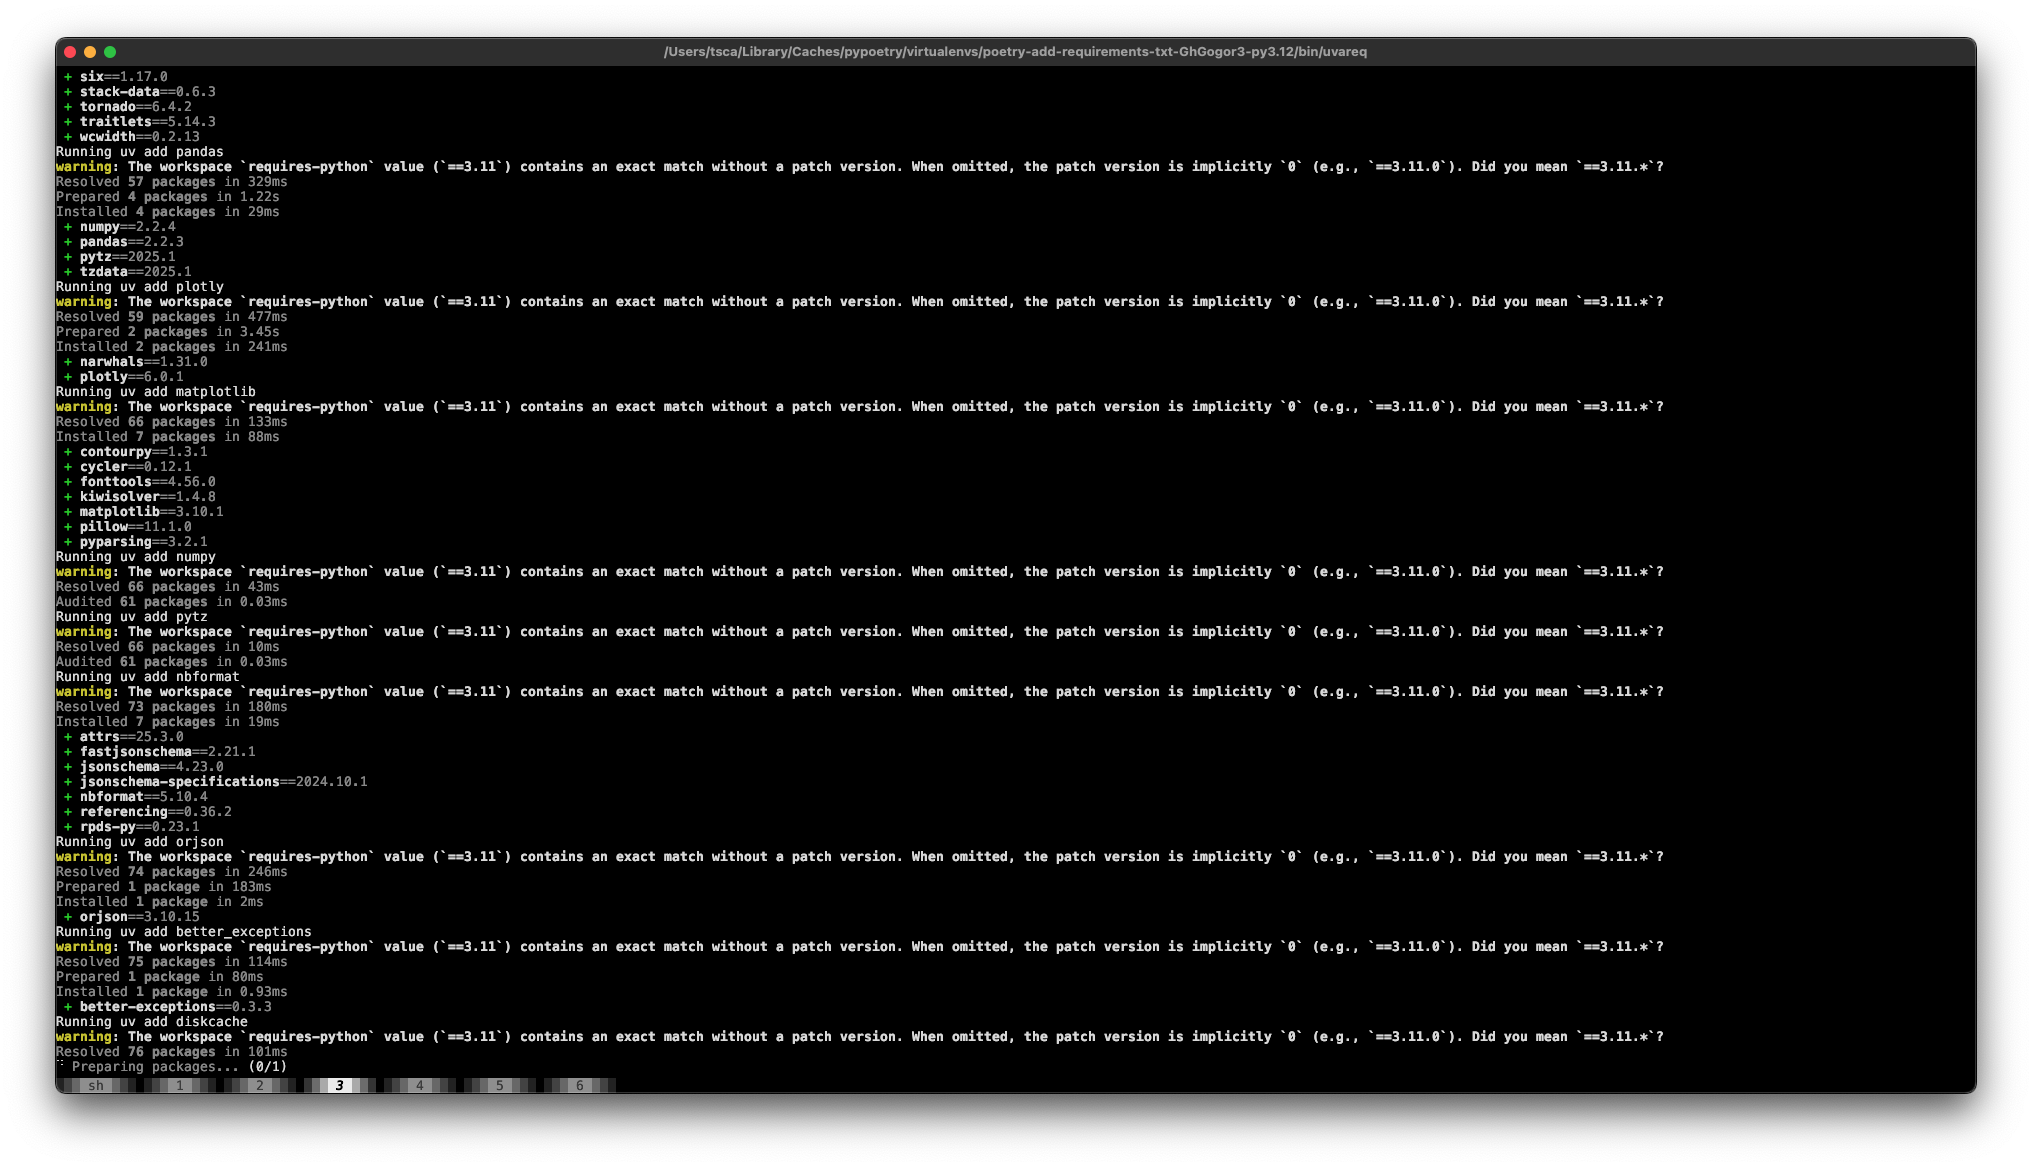 /Users/tsca/Library/Caches/pypoetry/virtualenvs/poetry-add-requirements-txt-GhGogor3-py3.12/bin/uvareq
+ six==1.17.0
+ stack-data==0.6.3
+ tornado==6.4.2
+ traitlets==5.14.3
+ wcwidth==0.2.13
Running uv add pandas
warning: The workspace `requires-python` value (`==3.11`) contains an exact match without a patch version. When omitted, the patch version is implicitly `0` (e.g., `==3.11.0`). Did you mean `==3.11.*`?
Resolved 57 packages in 329ms
Prepared 4 packages in 1.22s
Installed 4 packages in 29ms
+ numpy==2.2.4
+ pandas==2.2.3
+ pytz==2025.1
+ tzdata==2025.1
Running uv add plotly
warning: The workspace `requires-python` value (`==3.11`) contains an exact match without a patch version. When omitted, the patch version is implicitly `0` (e.g., `==3.11.0`). Did you mean `==3.11.*`?
Resolved 59 packages in 477ms
Prepared 2 packages in 3.45s
Installed 2 packages in 241ms
+ narwhals==1.31.0
+ plotly==6.0.1
Running uv add matplotlib
warning: The workspace `requires-python` value (`==3.11`) contains an exact match without a patch version. When omitted, the patch version is implicitly `0` (e.g., `==3.11.0`). Did you mean `==3.11.*`?
Resolved 66 packages in 133ms
Installed 7 packages in 88ms
+ contourpy==1.3.1
+ cycler==0.12.1
+ fonttools==4.56.0
+ kiwisolver==1.4.8
+ matplotlib==3.10.1
+ pillow==11.1.0
+ pyparsing==3.2.1
Running uv add numpy
warning: The workspace `requires-python` value (`==3.11`) contains an exact match without a patch version. When omitted, the patch version is implicitly `0` (e.g., `==3.11.0`). Did you mean `==3.11.*`?
Resolved 66 packages in 43ms
Audited 61 packages in 0.03ms
Running uv add pytz
warning: The workspace `requires-python` value (`==3.11`) contains an exact match without a patch version. When omitted, the patch version is implicitly `0` (e.g., `==3.11.0`). Did you mean `==3.11.*`?
Resolved 66 packages in 10ms
Audited 61 packages in 0.03ms
Running uv add nbformat
warning: The workspace `requires-python` value (`==3.11`) contains an exact match without a patch version. When omitted, the patch version is implicitly `0` (e.g., `==3.11.0`). Did you mean `==3.11.*`?
Resolved 73 packages in 180ms
Installed 7 packages in 19ms
+ attrs==25.3.0
+ fastjsonschema==2.21.1
+ jsonschema==4.23.0
+ jsonschema-specifications==2024.10.1
+ nbformat==5.10.4
+ referencing==0.36.2
+ rpds-py==0.23.1
Running uv add orjson
warning: The workspace `requires-python` value (`==3.11`) contains an exact match without a patch version. When omitted, the patch version is implicitly `0` (e.g., `==3.11.0`). Did you mean `==3.11.*`?
Resolved 74 packages in 246ms
Prepared 1 package in 183ms
Installed 1 package in 2ms
+ orjson==3.10.15
Running uv add better_exceptions
warning: The workspace `requires-python` value (`==3.11`) contains an exact match without a patch version. When omitted, the patch version is implicitly `0` (e.g., `==3.11.0`). Did you mean `==3.11.*`?
Resolved 75 packages in 114ms
Prepared 1 package in 80ms
Installed 1 package in 0.93ms
+ better-exceptions==0.3.3
Running uv add diskcache
warning: The workspace `requires-python` value (`==3.11`) contains an exact match without a patch version. When omitted, the patch version is implicitly `0` (e.g., `==3.11.0`). Did you mean `==3.11.*`?
Resolved 76 packages in 101ms
Preparing packages... (0/1)
sh 1 2 3 4 5 6